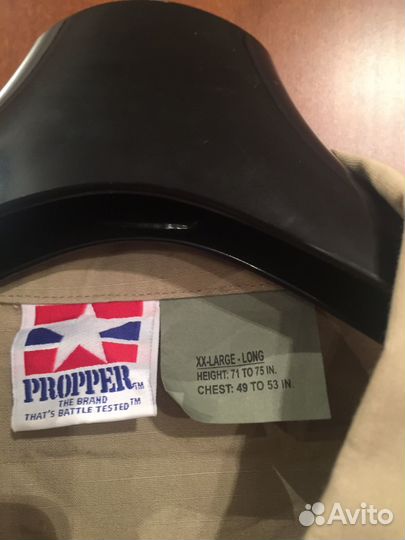 PROPPER™
THE BRAND
THAT'S BATTLE TESTED™
XX-LARGE - LONG
HEIGHT: 71 TO 75 IN.
CHEST: 49 TO 53 IN.
Avito